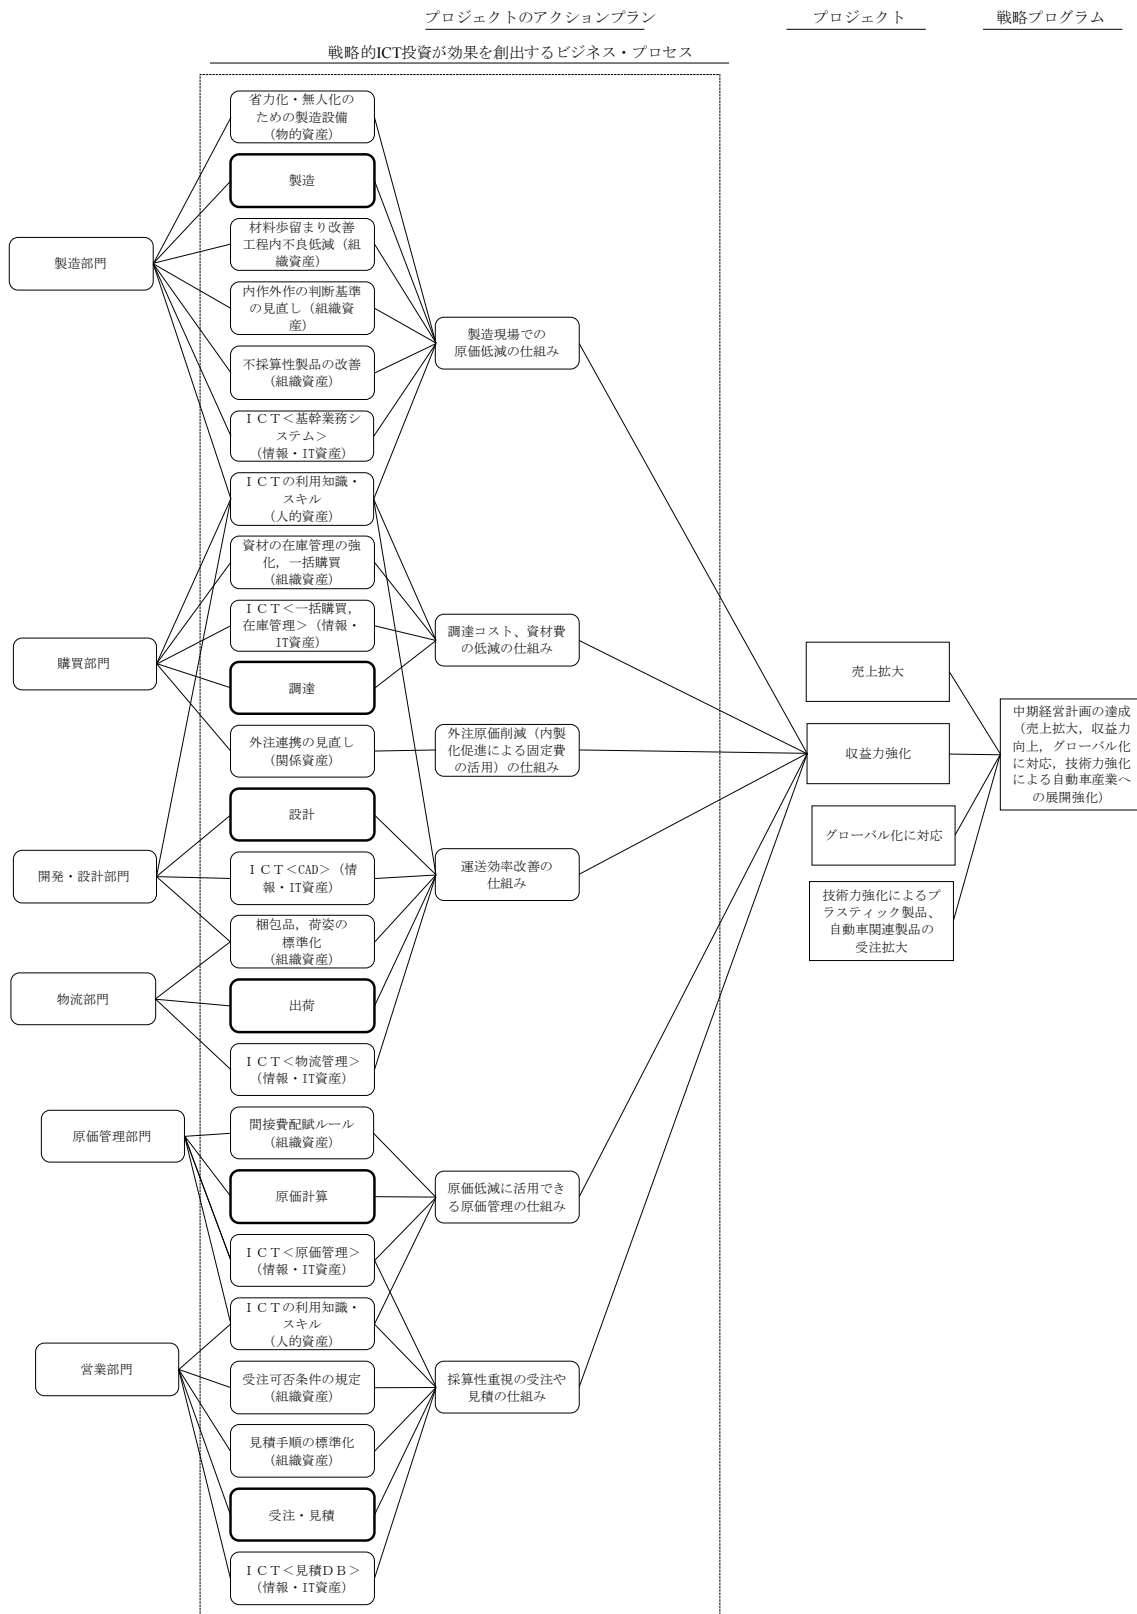 プロジェクトのアクションプラン
プロジェクト
戦略プログラム
戦略的ICT投資が効果を創出するビジネス・プロセス
省力化・無人化の
ための製造設備
（物的資産）
製造
材料歩留まり改善
工程内不良低減（組
織資産）
製造部門
内作外作の判断基準
の見直し（組織資
産）
製造現場での
原価低減の仕組み
不採算性製品の改善
（組織資産）
ＩＣＴ＜基幹業務シ
ステム＞
（情報・IT資産）
ＩＣＴの利用知識・
スキル
（人的資産）
資材の在庫管理の強
化，一括購買
（組織資産）
ＩＣＴ＜一括購買，
在庫管理＞（情報・
IT資産）
調達コスト、資材費
の低減の仕組み
購買部門
調達
売上拡大
外注連携の見直し
（関係資産）
外注原価削減（内製
化促進による固定費
の活用）の仕組み
収益力強化
中期経営計画の達成
（売上拡大，収益力
向上，グローバル化
に対応，技術力強化
による自動車産業へ
の展開強化）
設計
グローバル化に対応
開発・設計部門
ＩＣＴ＜CAD＞（情
報・IT資産）
運送効率改善の
仕組み
技術力強化によるプ
ラスティック製品、
自動車関連製品の
受注拡大
梱包品，荷姿の
標準化
（組織資産）
物流部門
出荷
ＩＣＴ＜物流管理＞
（情報・IT資産）
原価管理部門
間接費配賦ルール
（組織資産）
原価計算
原価低減に活用でき
る原価管理の仕組み
ＩＣＴ＜原価管理＞
（情報・IT資産）
ＩＣＴの利用知識・
スキル
（人的資産）
営業部門
受注可否条件の規定
（組織資産）
採算性重視の受注や
見積の仕組み
見積手順の標準化
（組織資産）
受注・見積
ＩＣＴ＜見積ＤＢ＞
（情報・IT資産）